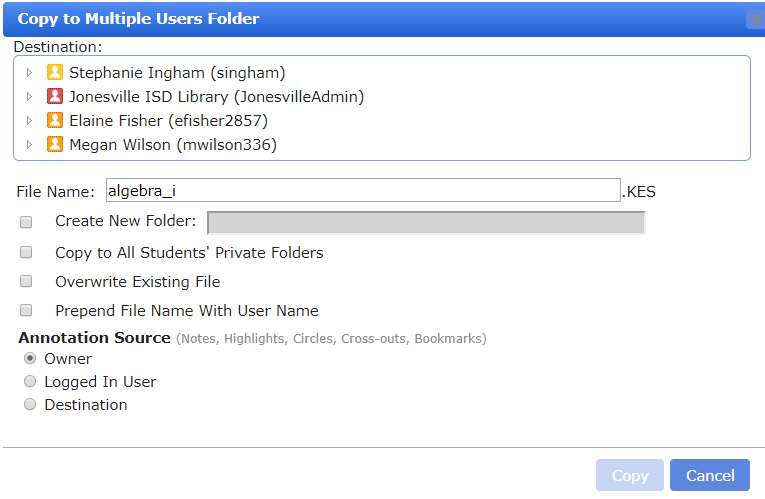 Copy to Multiple Users Folder
Destination:
Stephanie Ingham (singham)
Jonesville ISD Library (JonesvilleAdmin)
Elaine Fisher (efisher2857)
Megan Wilson (mwilson336)
File Name: algebra_i .KES
Create New Folder:
Copy to All Students' Private Folders
Overwrite Existing File
Prepend File Name With User Name
Annotation Source (Notes, Highlights, Circles, Cross-outs, Bookmarks)
Owner
Logged In User
Destination
Copy Cancel